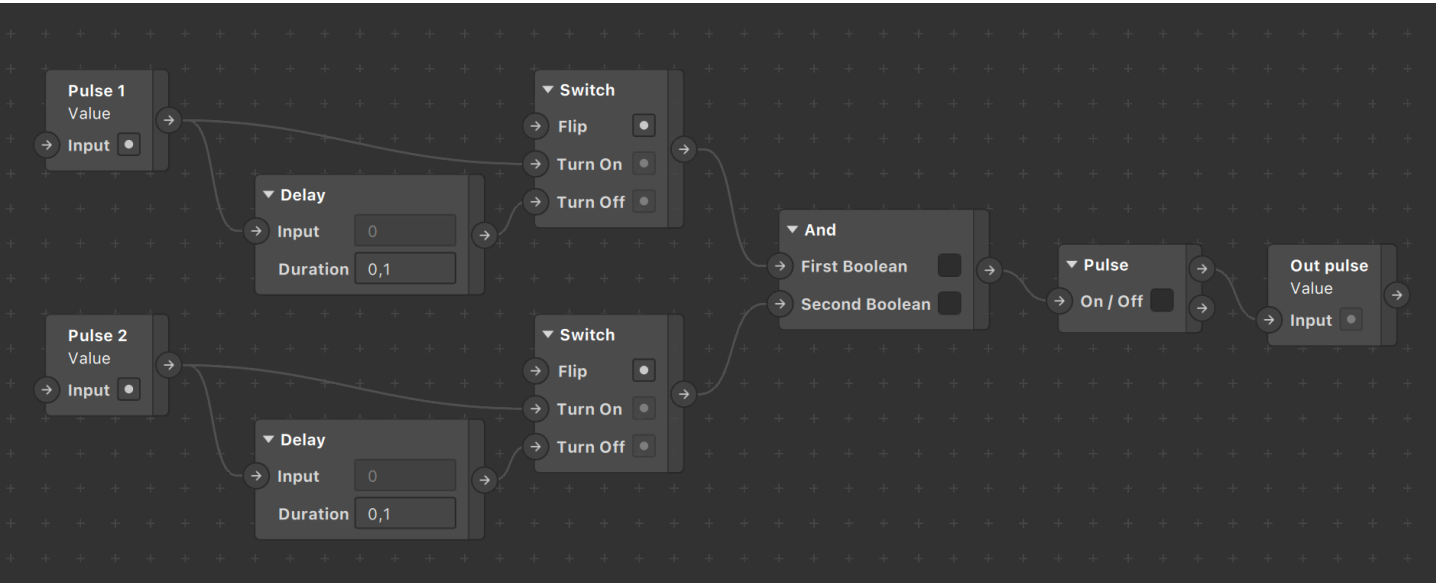 Pulse 1
Value
Input
Delay
Input 0
Duration 0,1
Switch
Flip
Turn On
Turn Off
Pulse 2
Value
Input
Delay
Input 0
Duration 0,1
Switch
Flip
Turn On
Turn Off
And
First Boolean
Second Boolean
Pulse
On / Off
Out pulse
Value
Input